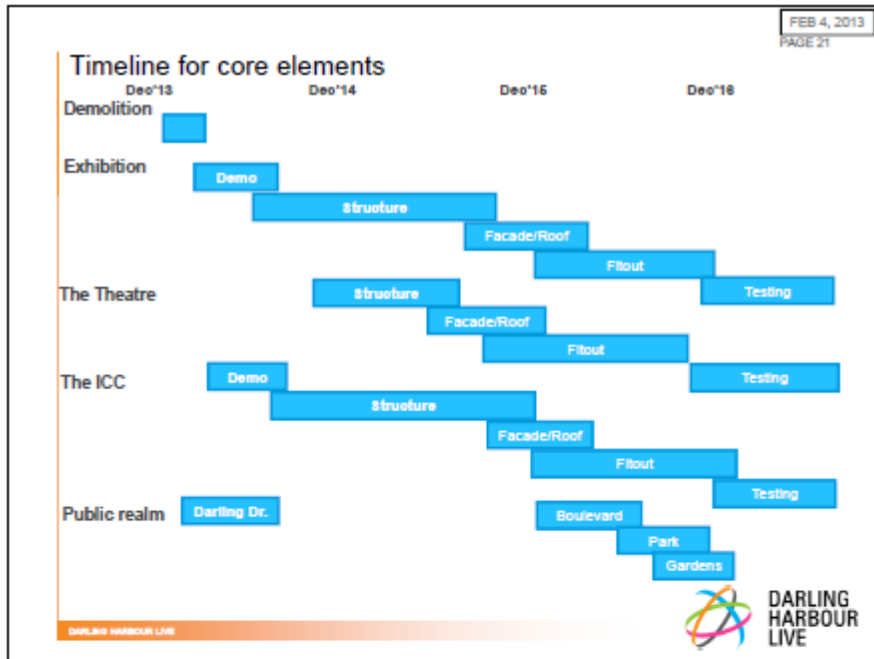 FEB 4, 2013
PAGE 21
Timeline for core elements
Dec'13 Dec'14 Dec'15 Dec'16
Demolition
Exhibition
Demo
Structure
Facade/Roof
Fitout
Testing
The Theatre
Structure
Facade/Roof
Fitout
Testing
The ICC
Demo
Structure
Facade/Roof
Fitout
Testing
Public realm
Darling Dr.
Boulevard
Park
Gardens
DARLING HARBOUR LIVE
DARLING
HARBOUR
LIVE